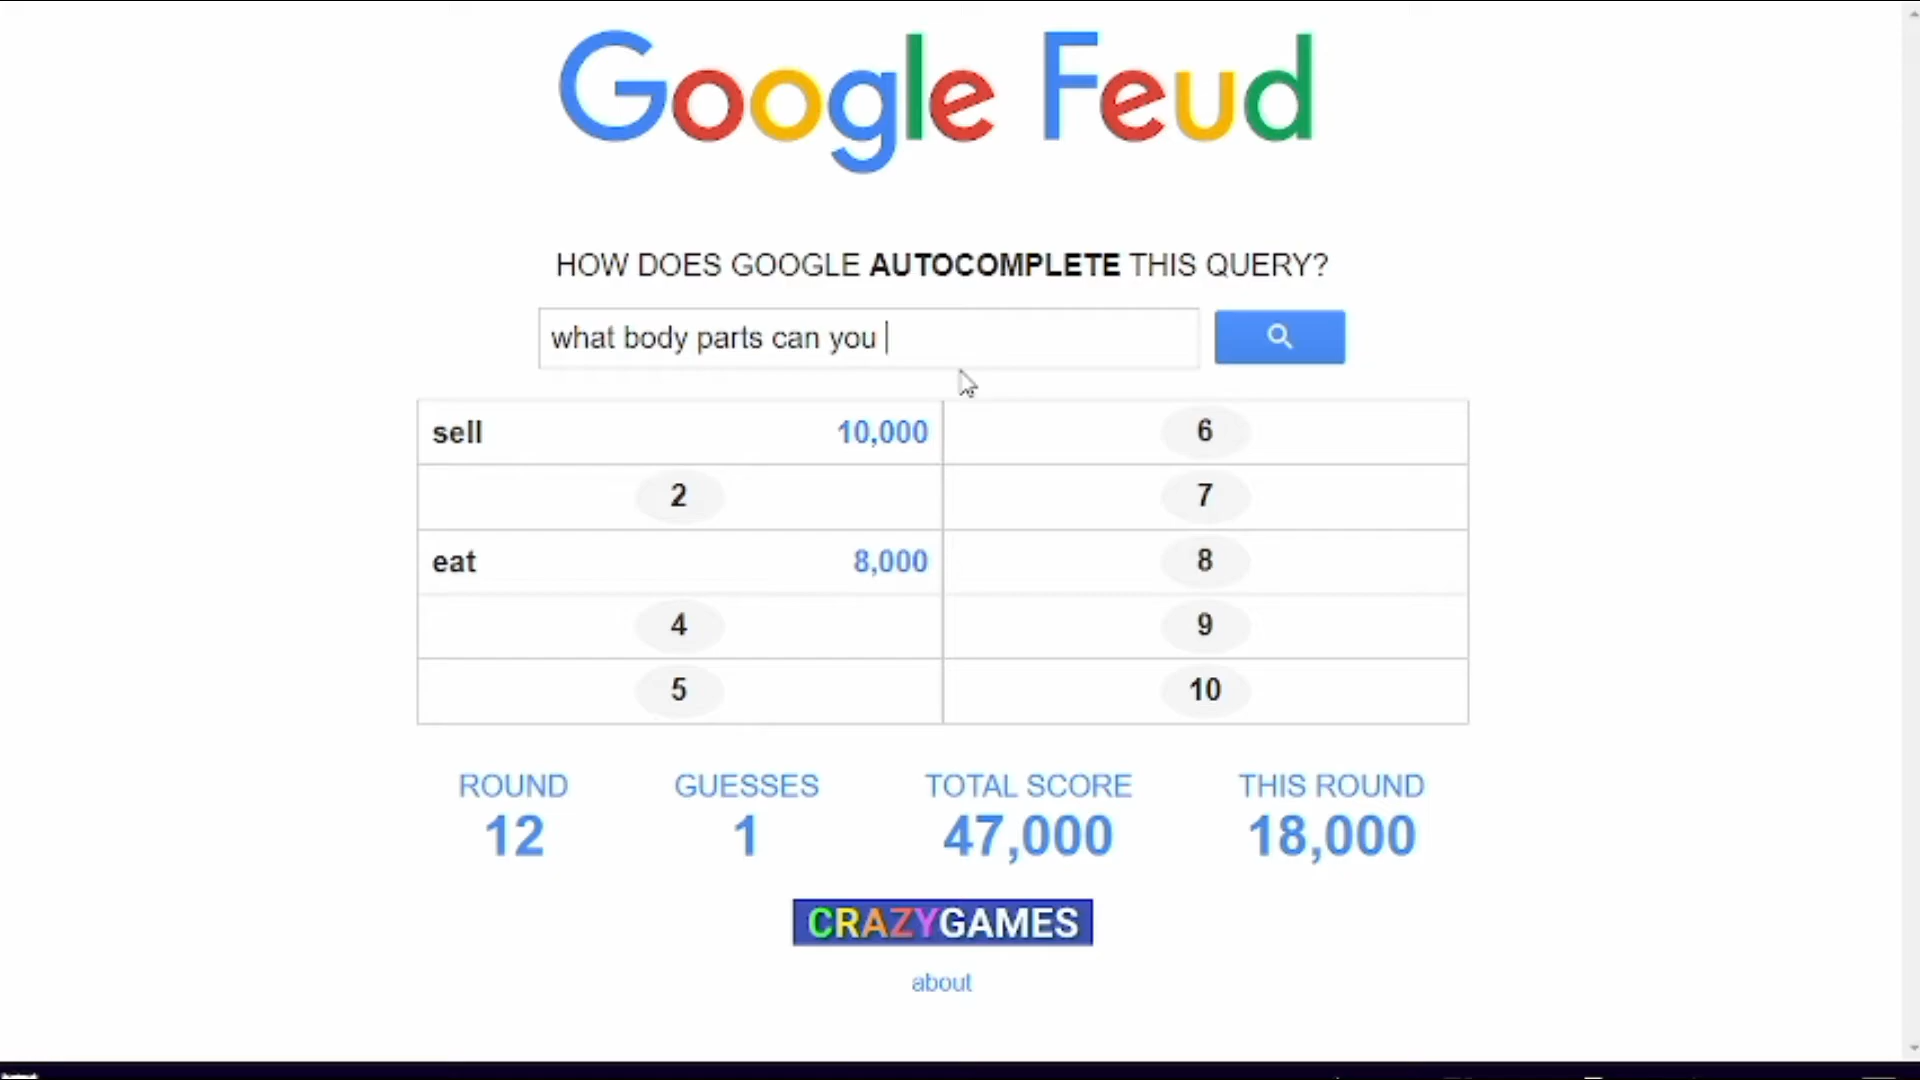 Google Feud
HOW DOES GOOGLE AUTOCOMPLETE THIS QUERY?
what body parts can you
sell 10,000 6
2 7
eat 8,000 8
4 9
5 10
ROUND GUESSES TOTAL SCORE THIS ROUND
12 1 47,000 18,000
CRAZYGAMES
about